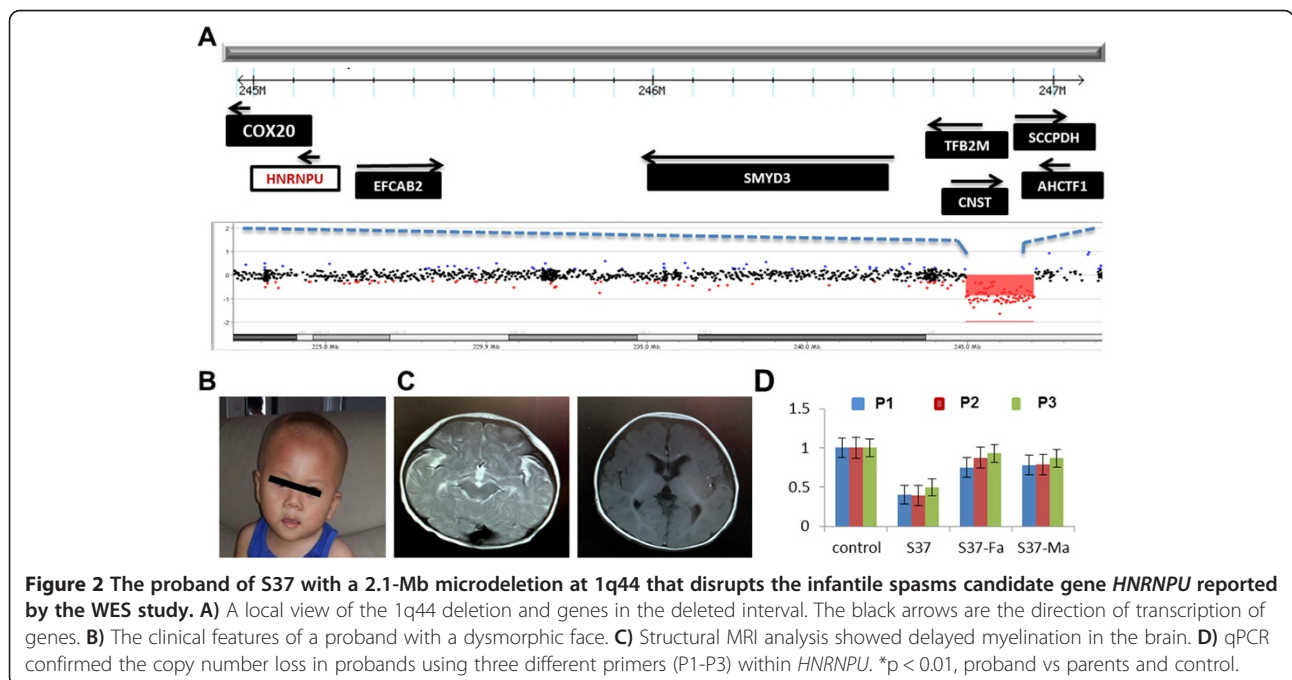 A
245M 246M 247M
COX20
TFB2M
SCCPDH
HNRNPU
EFCAB2
SMYD3
CNST
AHCTF1
2
1
0
-1
-2
225.0 Mb 229.9 Mb 235.0 Mb 240.0 Mb 245.0 Mb
B
C
D
P1 P2 P3
1.5
1
0.5
0
control S37 S37-Fa S37-Ma
Figure 2 The proband of S37 with a 2.1-Mb microdeletion at 1q44 that disrupts the infantile spasms candidate gene HNRNPU reported
by the WES study. A) A local view of the 1q44 deletion and genes in the deleted interval. The black arrows are the direction of transcription of
genes. B) The clinical features of a proband with a dysmorphic face. C) Structural MRI analysis showed delayed myelination in the brain. D) qPCR
confirmed the copy number loss in probands using three different primers (P1-P3) within HNRNPU. *p < 0.01, proband vs parents and control.